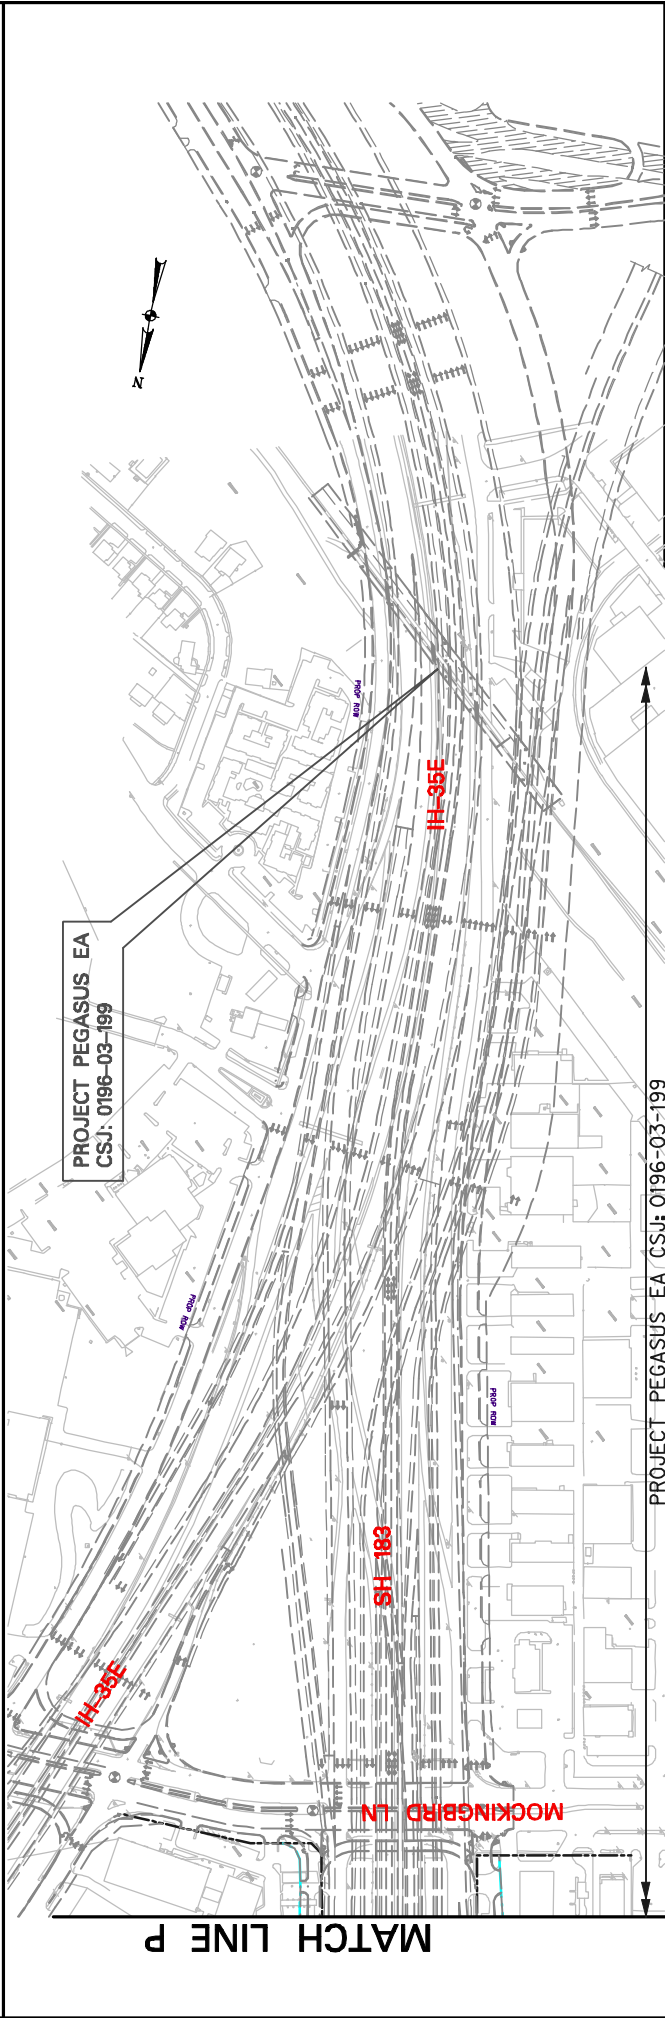 N
PROP ROW
IH-35E
PROJECT PEGASUS EA
CSJ: 0196-03-199
PROP ROW
PROP ROW
PROJECT PEGASUS EA CSJ: 0196-03-199
SH 183
IH-35E
MOCKINGBIRD LN
MATCH LINE P